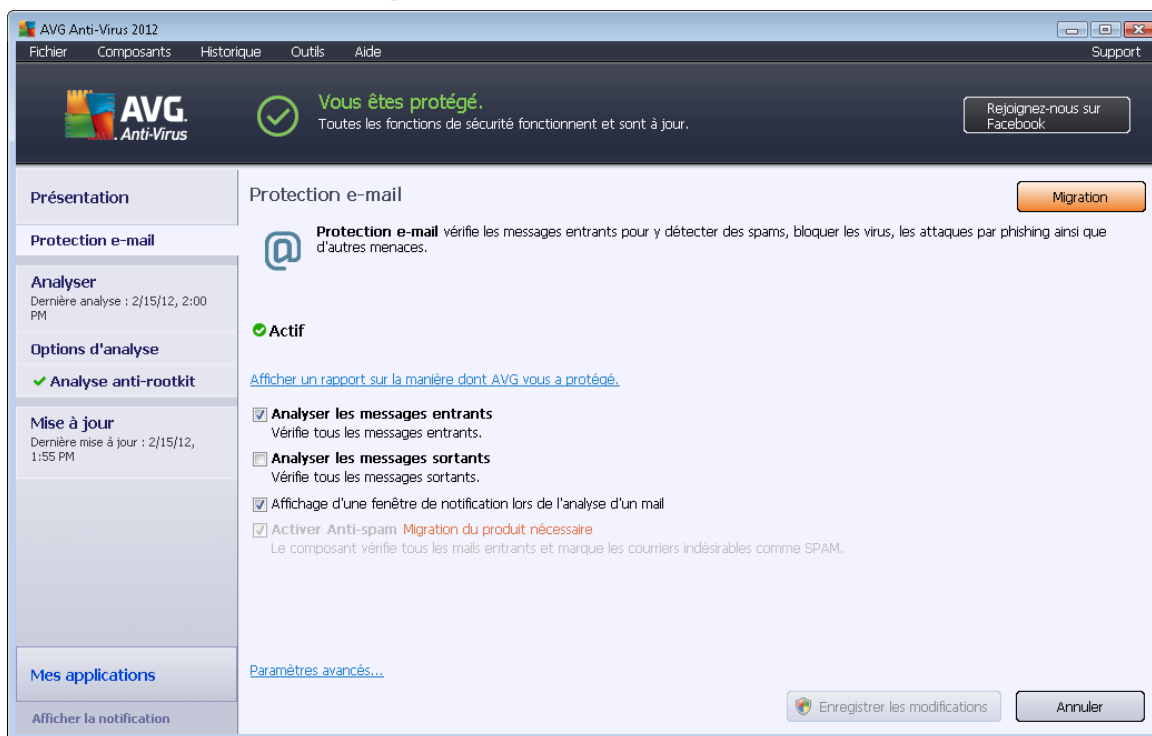 AVG Anti-Virus 2012
Fichier Composants Historique Outils Aide Support
AVG.
Anti-Virus
Vous êtes protégé.
Toutes les fonctions de sécurité fonctionnent et sont à jour.
Rejoignez-nous sur
Facebook
Présentation
Protection e-mail
Analyser
Dernière analyse : 2/15/12, 2:00
PM
Options d'analyse
Analyse anti-rootkit
Mise à jour
Dernière mise à jour : 2/15/12,
1:55 PM
Mes applications
Afficher la notification
Protection e-mail
Migration
@
Protection e-mail vérifie les messages entrants pour y détecter des spams, bloquer les virus, les attaques par phishing ainsi que
d'autres menaces.
Actif
Afficher un rapport sur la manière dont AVG vous a protégé.
Analyser les messages entrants
Vérifie tous les messages entrants.
Analyser les messages sortants
Vérifie tous les messages sortants.
Affichage d'une fenêtre de notification lors de l'analyse d'un mail
Activer Anti-spam Migration du produit nécessaire
Le composant vérifie tous les mails entrants et marque les courriers indésirables comme SPAM.
Paramètres avancés...
Enregistrer les modifications
Annuler